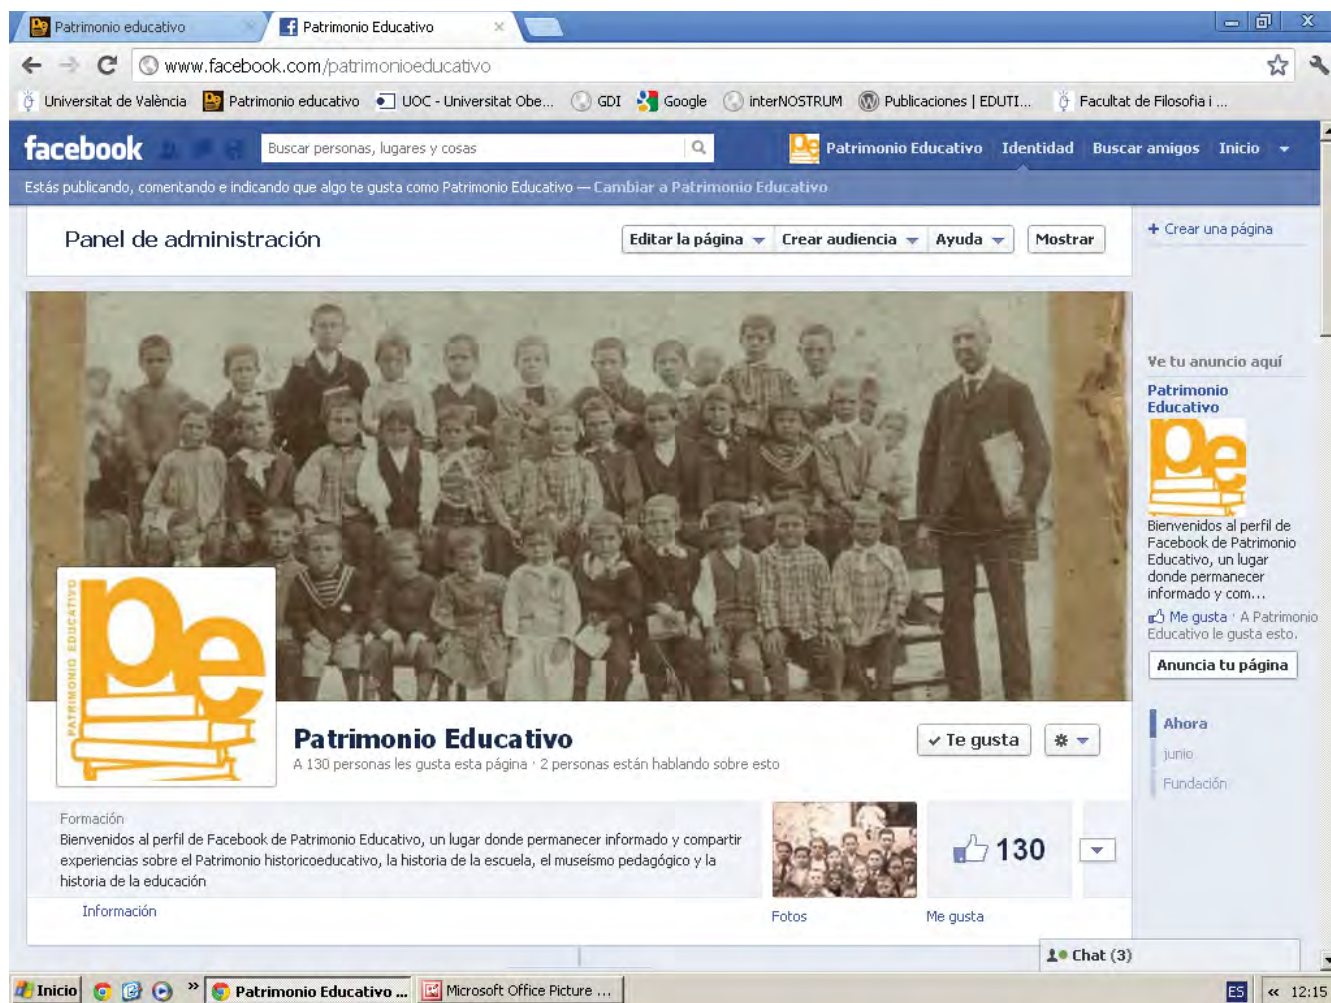 Patrimonio educativo
Patrimonio Educativo
www.facebook.com/patrimonioeducativo
Universitat de València Patrimonio educativo UOC - Universitat Obe... GDI Google interNOSTRUM Publicaciones | EDUTI... Facultat de Filosofia i ...
facebook Buscar personas, lugares y cosas Patrimonio Educativo Identidad Buscar amigos Inicio
Estás publicando, comentando e indicando que algo te gusta como Patrimonio Educativo — Cambiar a Patrimonio Educativo
Panel de administración Editar la página Crear audiencia Ayuda Mostrar
+ Crear una página
Ve tu anuncio aquí
Patrimonio
Educativo
pe
Bienvenidos al perfil de
Facebook de Patrimonio
Educativo, un lugar
donde permanecer
informado y com...
Me gusta · A Patrimonio
Educativo le gusta esto.
Anuncia tu página
Ahora
junio
Fundación
PATRIMONIO EDUCATIVO
pe
Patrimonio Educativo
A 130 personas les gusta esta página · 2 personas están hablando sobre esto
✓ Te gusta
Formación
Bienvenidos al perfil de Facebook de Patrimonio Educativo, un lugar donde permanecer informado y compartir
experiencias sobre el Patrimonio historicoeducativo, la historia de la escuela, el museísmo pedagógico y la
historia de la educación
Información
Fotos
130
Me gusta
Chat (3)
Inicio » Patrimonio Educativo ... Microsoft Office Picture ... ES « 12:15